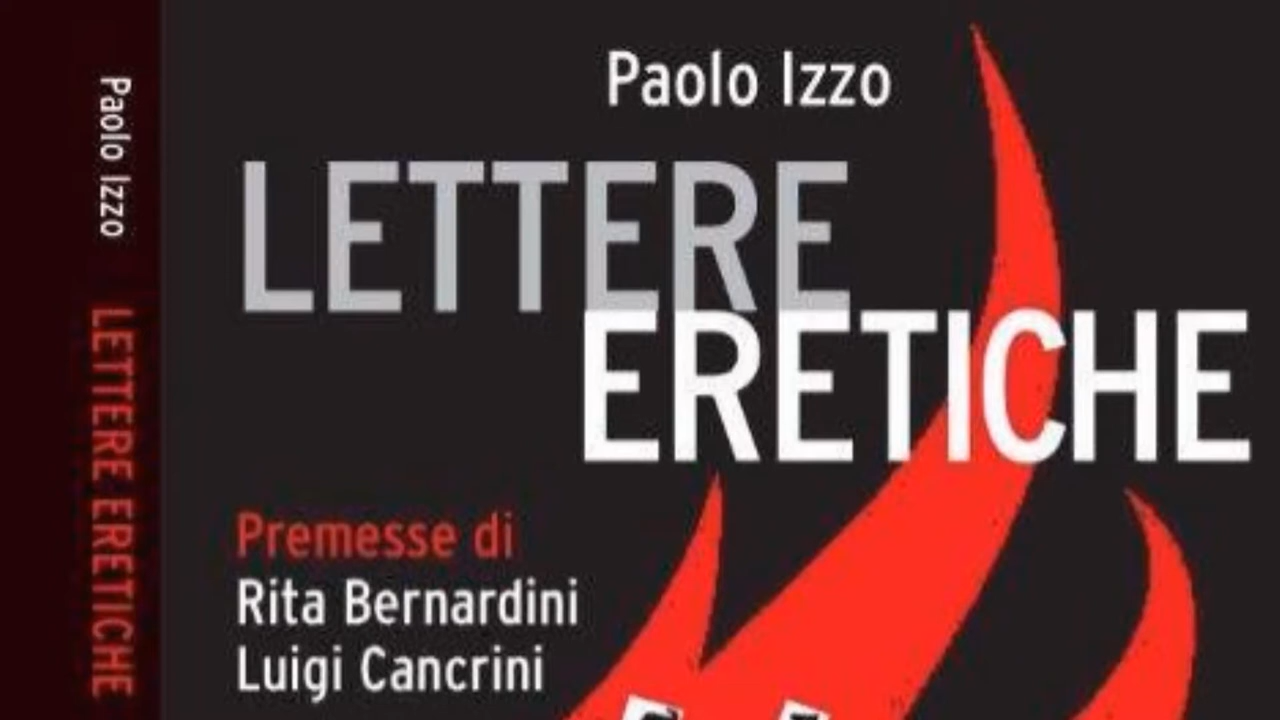 Paolo Izzo LETTERE ERETICHE
Paolo Izzo
LETTERE
ERETICHE
Premesse di
Rita Bernardini
Luigi Cancrini